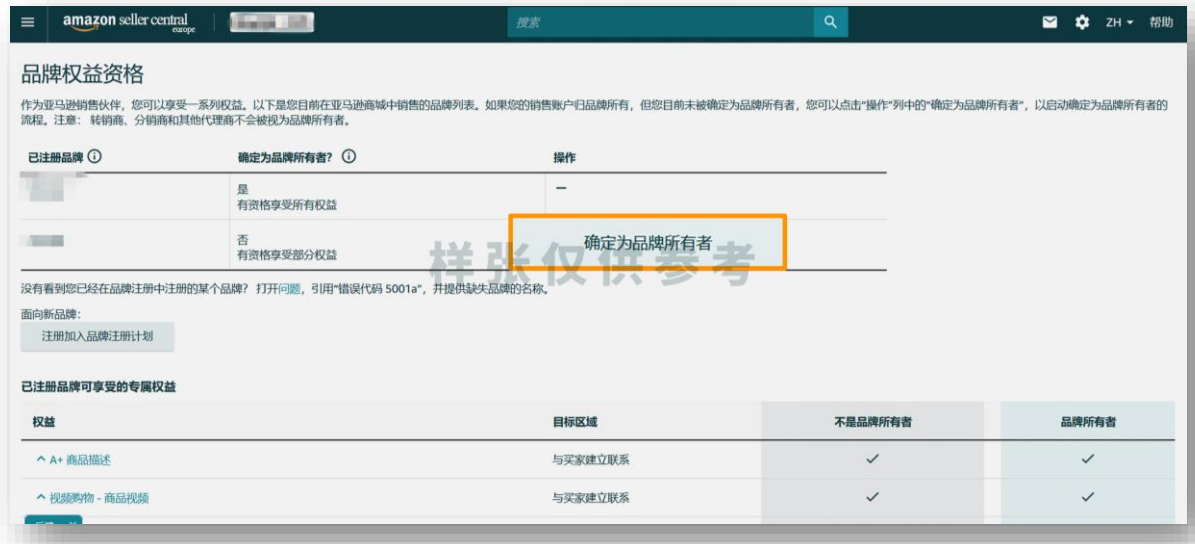 amazon seller central
europe
搜索
ZH
帮助
品牌权益资格
作为亚马逊销售伙伴，您可以享受一系列权益。以下是您目前在亚马逊商城中销售的品牌列表。如果您的销售账户归品牌所有，但您目前未被确定为品牌所有者，您可以点击“操作”列中的“确定为品牌所有者”，以启动确定为品牌所有者的
流程。注意： 转销商、分销商和其他代理商不会被视为品牌所有者。
已注册品牌
确定为品牌所有者？
操作
是
有资格享受所有权益
–
否
有资格享受部分权益
确定为品牌所有者
样张仅供参考
没有看到您已经在品牌注册中注册的某个品牌？ 打开问题，引用“错误代码 5001a”，并提供缺失品牌的名称。
面向新品牌：
注册加入品牌注册计划
已注册品牌可享受的专属权益
权益
目标区域
不是品牌所有者
品牌所有者
A+ 商品描述
与买家建立联系
视频购物 - 商品视频
与买家建立联系